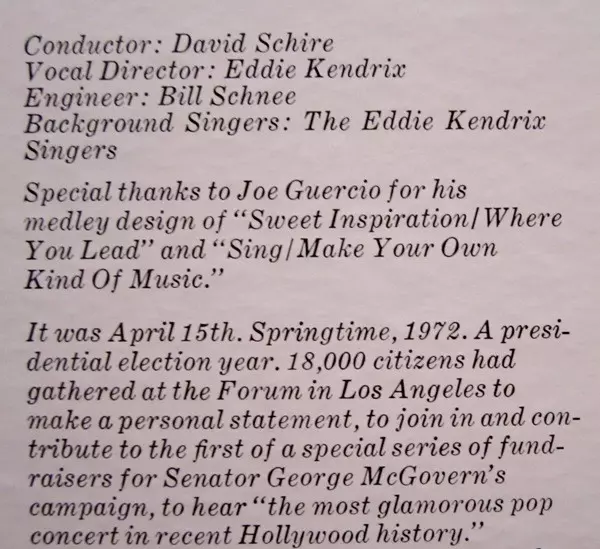 Conductor: David Schire
Vocal Director: Eddie Kendrix
Engineer: Bill Schnee
Background Singers: The Eddie Kendrix
Singers
Special thanks to Joe Guercio for his
medley design of “Sweet Inspiration/Where
You Lead” and “Sing/Make Your Own
Kind Of Music.”
It was April 15th. Springtime, 1972. A presi-
dential election year. 18,000 citizens had
gathered at the Forum in Los Angeles to
make a personal statement, to join in and con-
tribute to the first of a special series of fund-
raisers for Senator George McGovern’s
campaign, to hear “the most glamorous pop
concert in recent Hollywood history.”